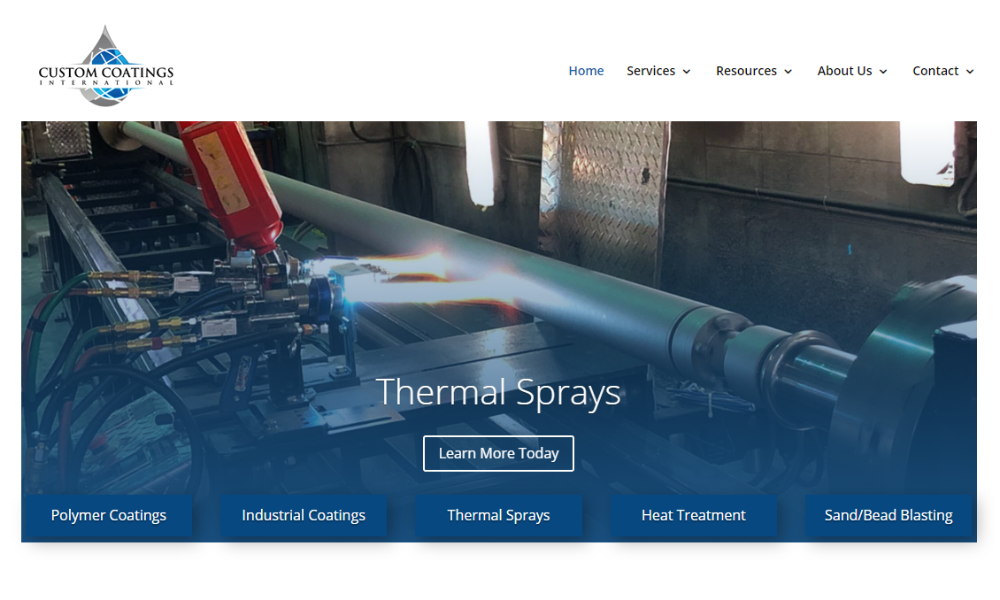 CUSTOM COATINGS
INTERNATIONAL
Home
Services
Resources
About Us
Contact
Thermal Sprays
Learn More Today
Polymer Coatings
Industrial Coatings
Thermal Sprays
Heat Treatment
Sand/Bead Blasting